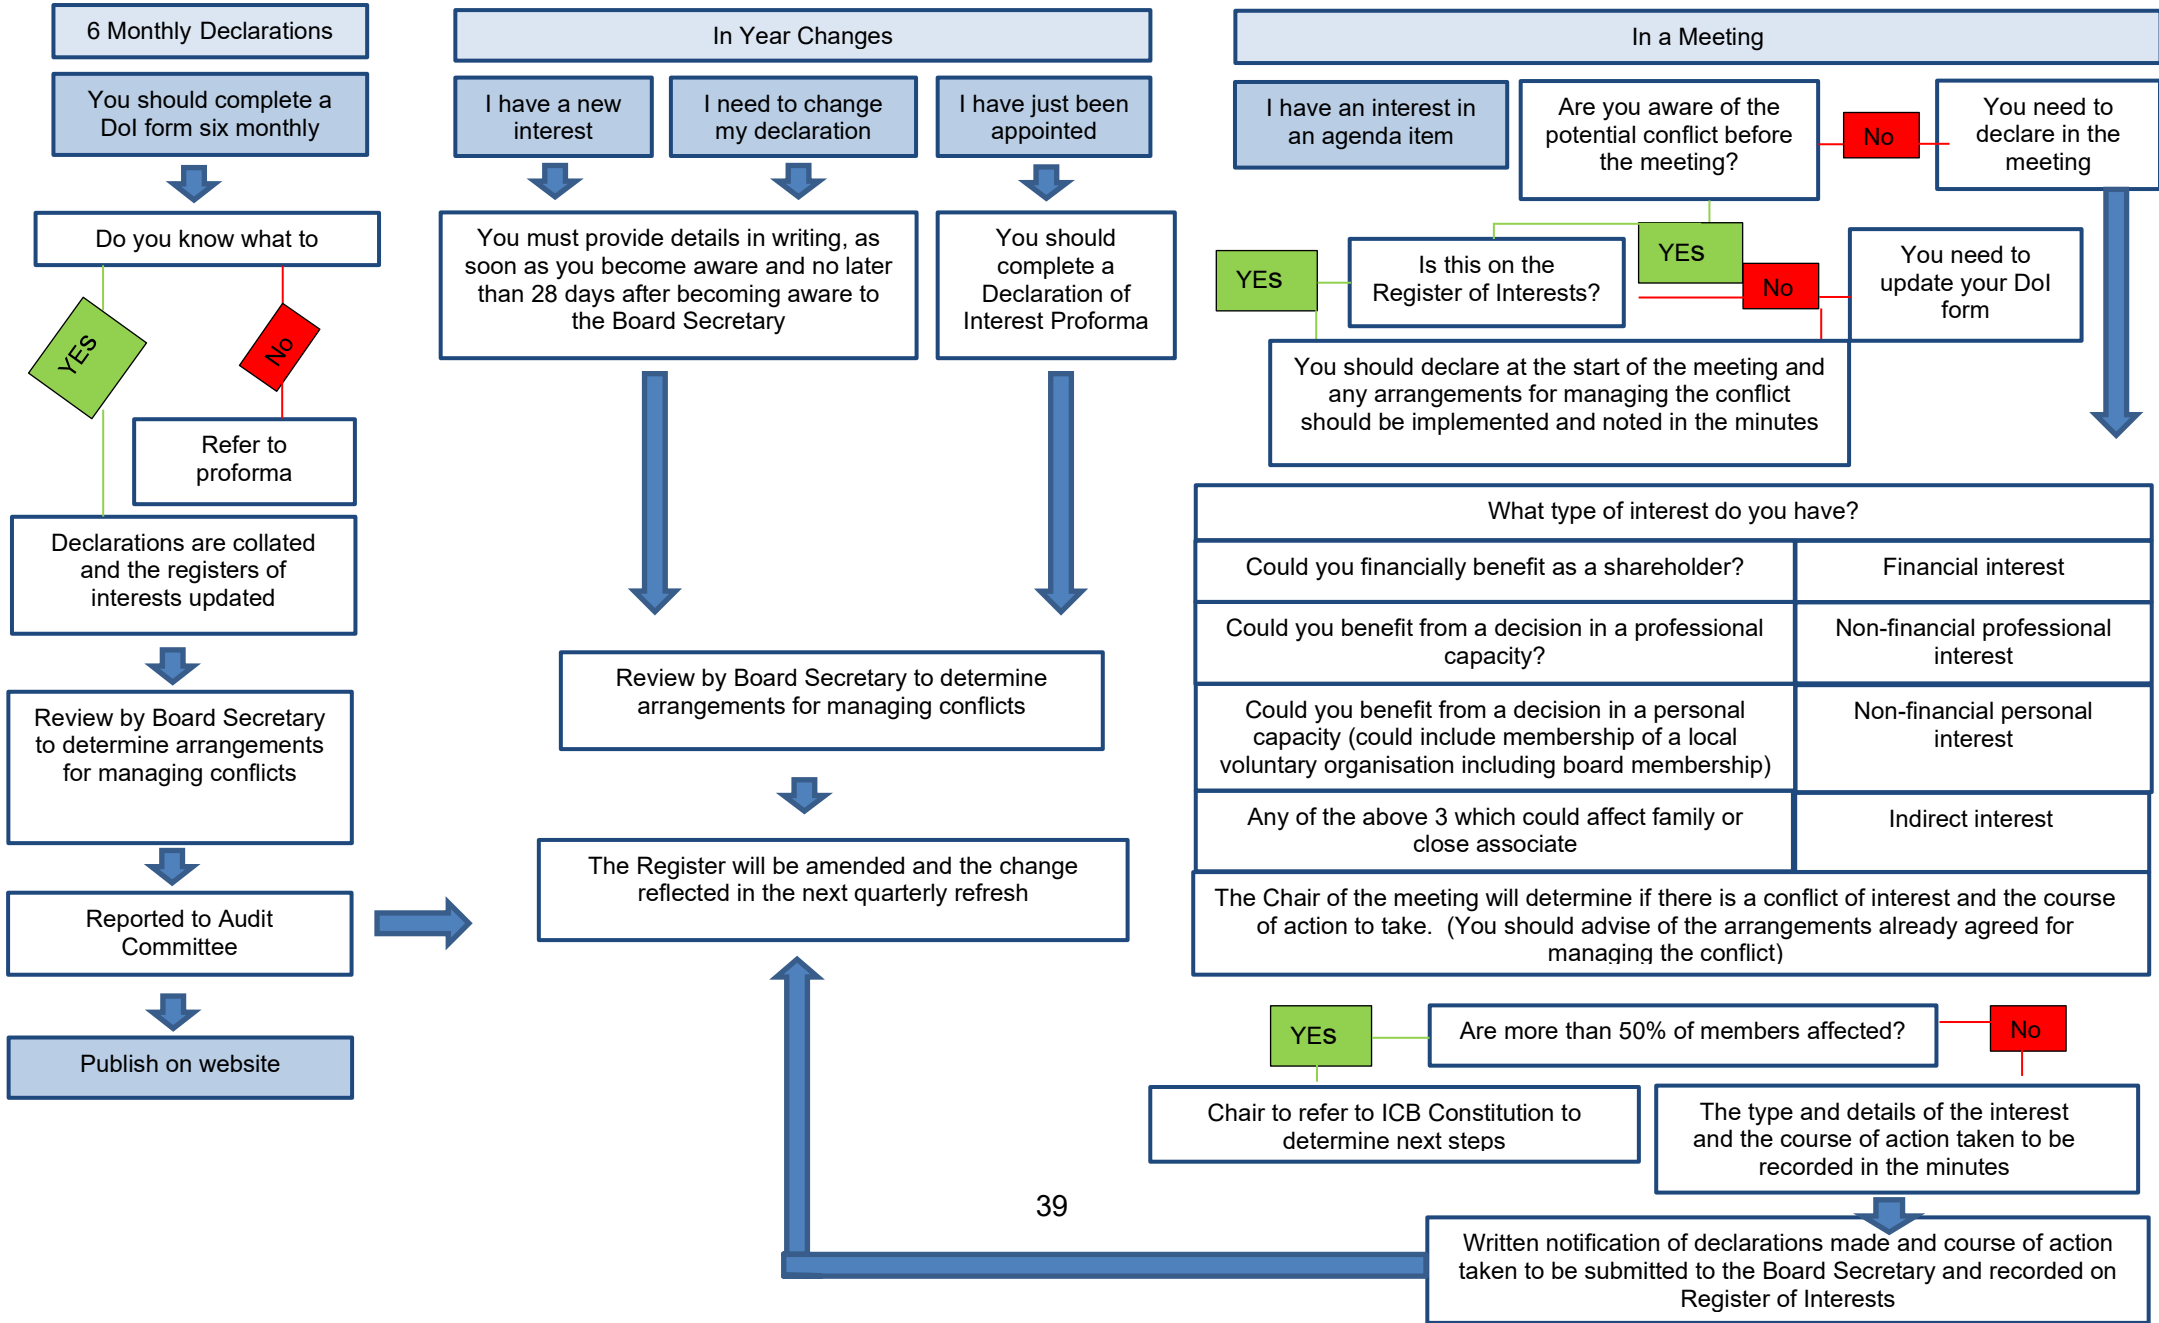 6 Monthly Declarations
You should complete a
DoI form six monthly
Do you know what to
YES
No
Refer to
proforma
Declarations are collated
and the registers of
interests updated
Review by Board Secretary
to determine arrangements
for managing conflicts
Reported to Audit
Committee
Publish on website
In Year Changes
I have a new
interest
I need to change
my declaration
I have just been
appointed
You must provide details in writing, as
soon as you become aware and no later
than 28 days after becoming aware to
the Board Secretary
You should
complete a
Declaration of
Interest Proforma
Review by Board Secretary to determine
arrangements for managing conflicts
The Register will be amended and the change
reflected in the next quarterly refresh
In a Meeting
I have an interest in
an agenda item
Are you aware of the
potential conflict before
the meeting?
No
You need to
declare in the
meeting
YES
Is this on the
Register of Interests?
YES
No
You need to
update your DoI
form
You should declare at the start of the meeting and
any arrangements for managing the conflict
should be implemented and noted in the minutes
What type of interest do you have?
Could you financially benefit as a shareholder?
Financial interest
Could you benefit from a decision in a professional
capacity?
Non-financial professional
interest
Could you benefit from a decision in a personal
capacity (could include membership of a local
voluntary organisation including board membership)
Non-financial personal
interest
Any of the above 3 which could affect family or
close associate
Indirect interest
The Chair of the meeting will determine if there is a conflict of interest and the course
of action to take.  (You should advise of the arrangements already agreed for
managing the conflict)
YES
Are more than 50% of members affected?
No
Chair to refer to ICB Constitution to
determine next steps
The type and details of the interest
and the course of action taken to be
recorded in the minutes
Written notification of declarations made and course of action
taken to be submitted to the Board Secretary and recorded on
Register of Interests
39